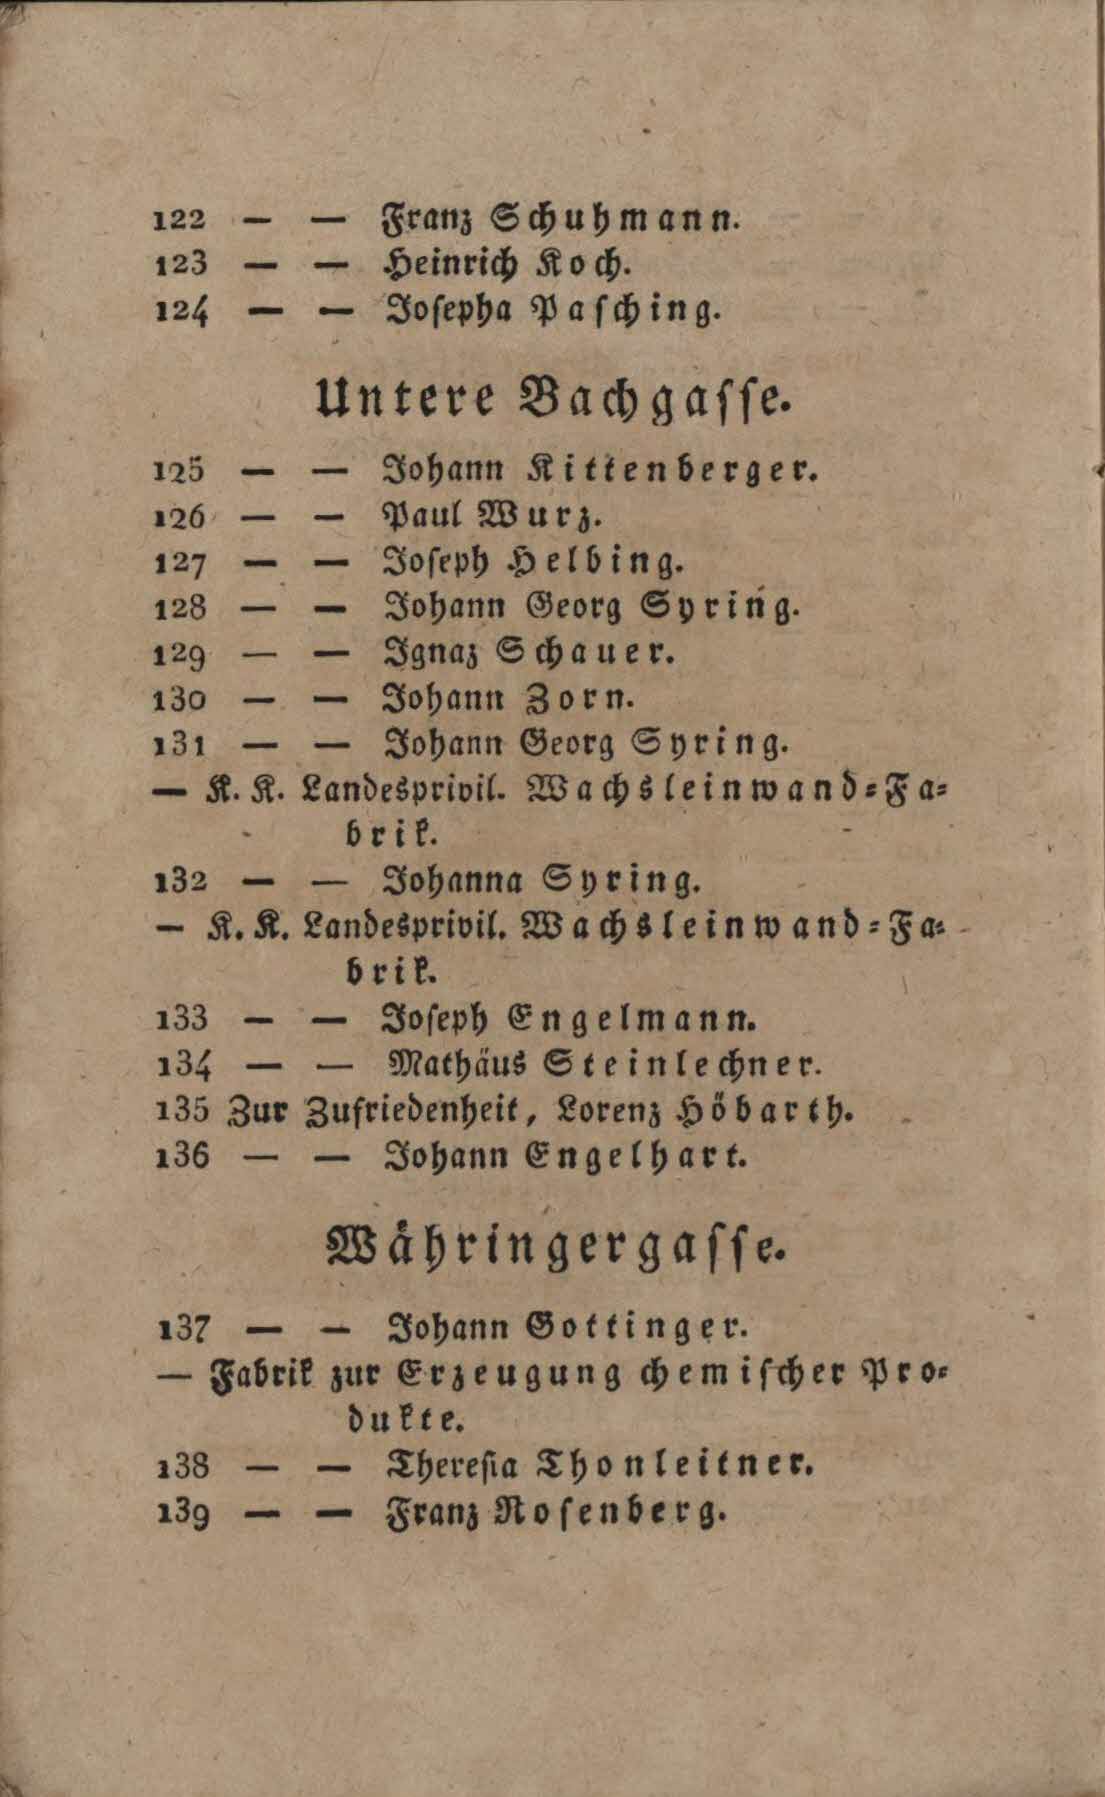 122 — — Franz Schuhmann.
123 — — Heinrich Koch.
124 — — Joſepha Paſching.
Untere Bachgaſſe.
125 — — Johann Kittenberger.
126 — — Paul Wurz.
127 — — Joſeph Helbing.
128 — — Johann Georg Syring.
129 — — Ignaz Schauer.
130 — — Johann Zorn.
131 — — Johann Georg Syring.
— K. K. Landesprivil. Wachsleinwand⸗Fa⸗
brik.
132 — — Johanna Syring.
— K. K. Landesprivil. Wachsleinwand⸗Fa⸗
brik.
133 — — Joſeph Engelmann.
134 — — Mathäus Steinlechner.
135 Zur Zufriedenheit, Lorenz Höbarth.
136 — — Johann Engelhart.
Währingergaſſe.
137 — — Johann Gottinger.
— Fabrik zur Erzeugung chemiſcher Pro⸗
dukte.
138 — — Thereſia Thonleitner.
139 — — Franz Roſenberg.